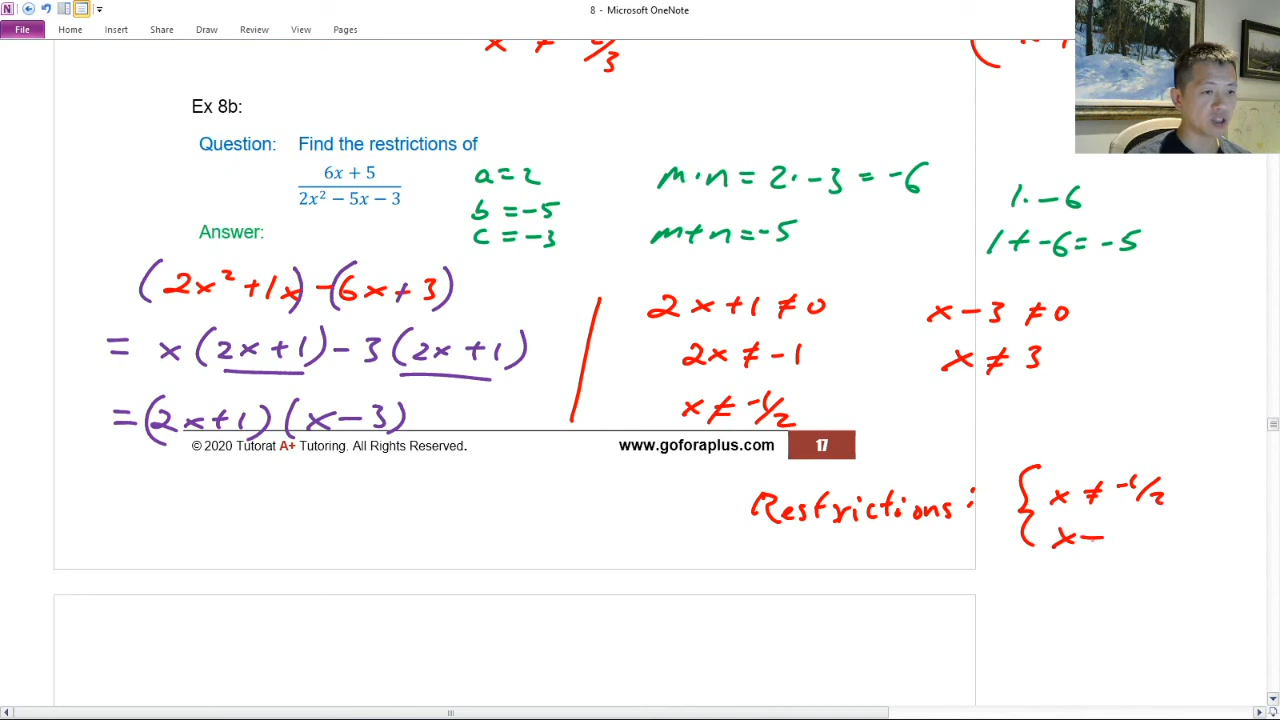 8 - Microsoft OneNote
File Home Insert Share Draw Review View Pages
x ≠ /3
Ex 8b:
Question: Find the restrictions of
6x + 5
2x² − 5x − 3
a = 2
b = -5
c = -3
m·n = 2·-3 = -6
m+n = -5
1·-6
1+-6=-5
Answer:
(2x²+1x)-(6x+3)
= x(2x+1)-3(2x+1)
=(2x+1)(x-3)
2x+1≠0
2x≠-1
x≠-1/2
x-3≠0
x≠3
© 2020 Tutorat A+ Tutoring. All Rights Reserved.
www.goforaplus.com
17
Restrictions: { x≠-1/2
x-